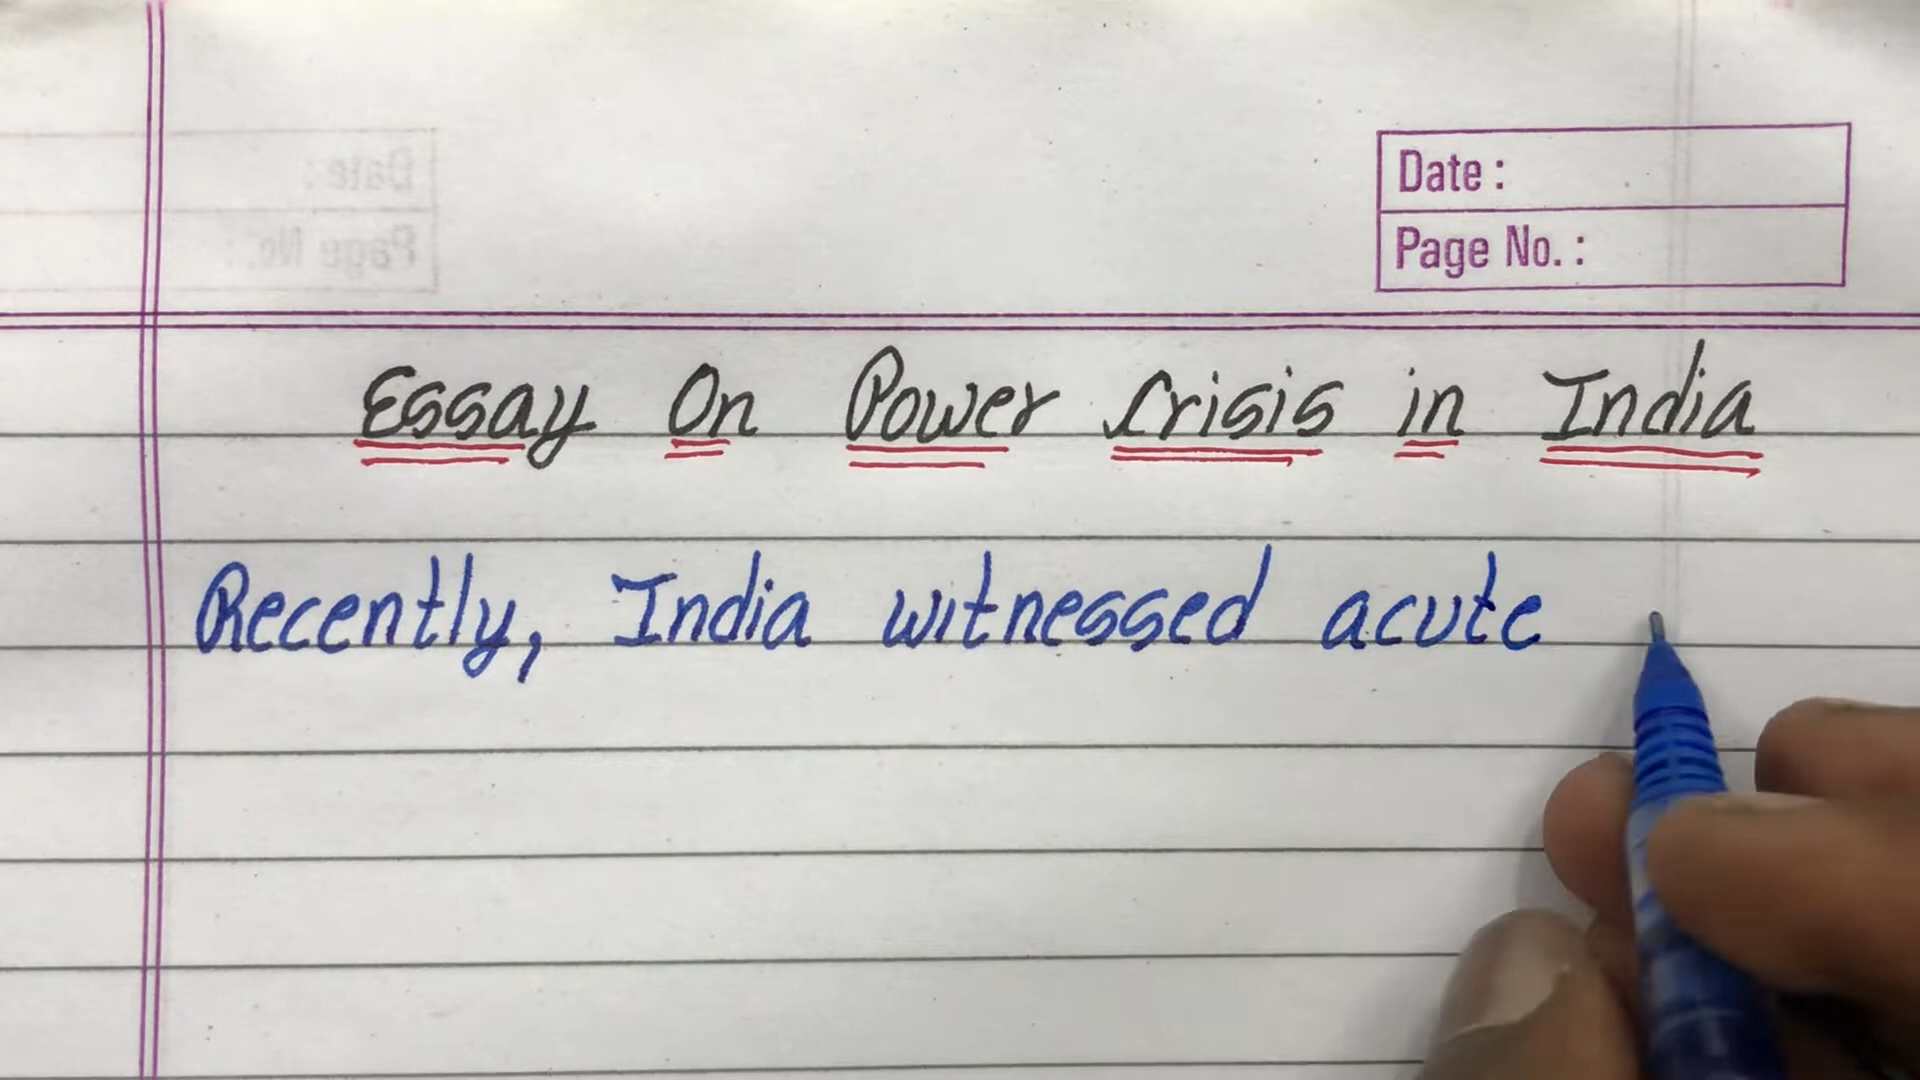 Date :
Page No. :
Essay On Power Crisis in India
Recently, India witnessed acute